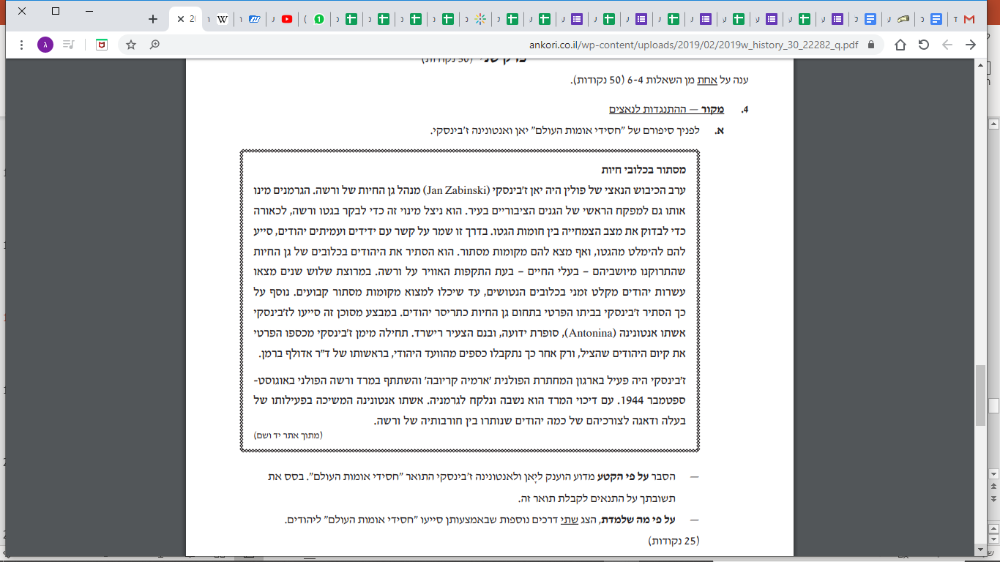 ankori.co.il/wp-content/uploads/2019/02/2019w_history_30_22282_q.pdf
ענה על אחת מן השאלות 6-4 (50 נקודות).
4. מקור — ההתנגדות לנאצים
א. לפניך סיפורם של "חסידי אומות העולם" יאן ואנטונינה ז'בינסקי.
מסתור בכלובי חיות
ערב הכיבוש הנאצי של פולין היה יאן ז'בינסקי (Jan Zabinski) מנהל גן החיות של ורשה. הגרמנים מינו
אותו גם למפקח הראשי של הגנים הציבוריים בעיר. הוא ניצל מינוי זה כדי לבקר בגטו ורשה, לכאורה
כדי לבדוק את מצב הצמחייה בין חומות הגטו. בדרך זו שמר על קשר עם ידידים ועמיתים יהודים, סייע
להם להימלט מהגטו, ואף מצא להם מקומות מסתור. הוא הסתיר את היהודים בכלובים של גן החיות
שהתרוקנו מיושביהם – בעלי החיים – בעת התקפות האוויר על ורשה. במרוצת שלוש שנים מצאו
עשרות יהודים מקלט זמני בכלובים הנטושים, עד שיכלו למצוא מקומות מסתור קבועים. נוסף על
כך הסתיר ז'בינסקי בביתו הפרטי בתחום גן החיות כתריסר יהודים. במבצע מסוכן זה סייעו לז'בינסקי
אשתו אנטונינה (Antonina), סופרת ידועה, ובנם הצעיר רישרד. תחילה מימן ז'בינסקי מכספו הפרטי
את קיום היהודים שהציל, ורק אחר כך נתקבלו כספים מהוועד היהודי, בראשותו של ד"ר אדולף ברמן.
ז'בינסקי היה פעיל בארגון המחתרת הפולנית 'ארמיה קריובה' והשתתף במרד ורשה הפולני באוגוסט-
ספטמבר 1944. עם דיכוי המרד הוא נשבה ונלקח לגרמניה. אשתו אנטונינה המשיכה בפעילותו של
בעלה ודאגה לצורכיהם של כמה יהודים שנותרו בין חורבותיה של ורשה.
(מתוך אתר יד ושם)
— הסבר על פי הקטע מדוע הוענק ליָאן ולאנטונינה ז'בינסקי התואר "חסידי אומות העולם". בסס את
תשובתך על התנאים לקבלת תואר זה.
— על פי מה שלמדת, הצג שתי דרכים נוספות שבאמצעותן סייעו "חסידי אומות העולם" ליהודים.
(25 נקודות)